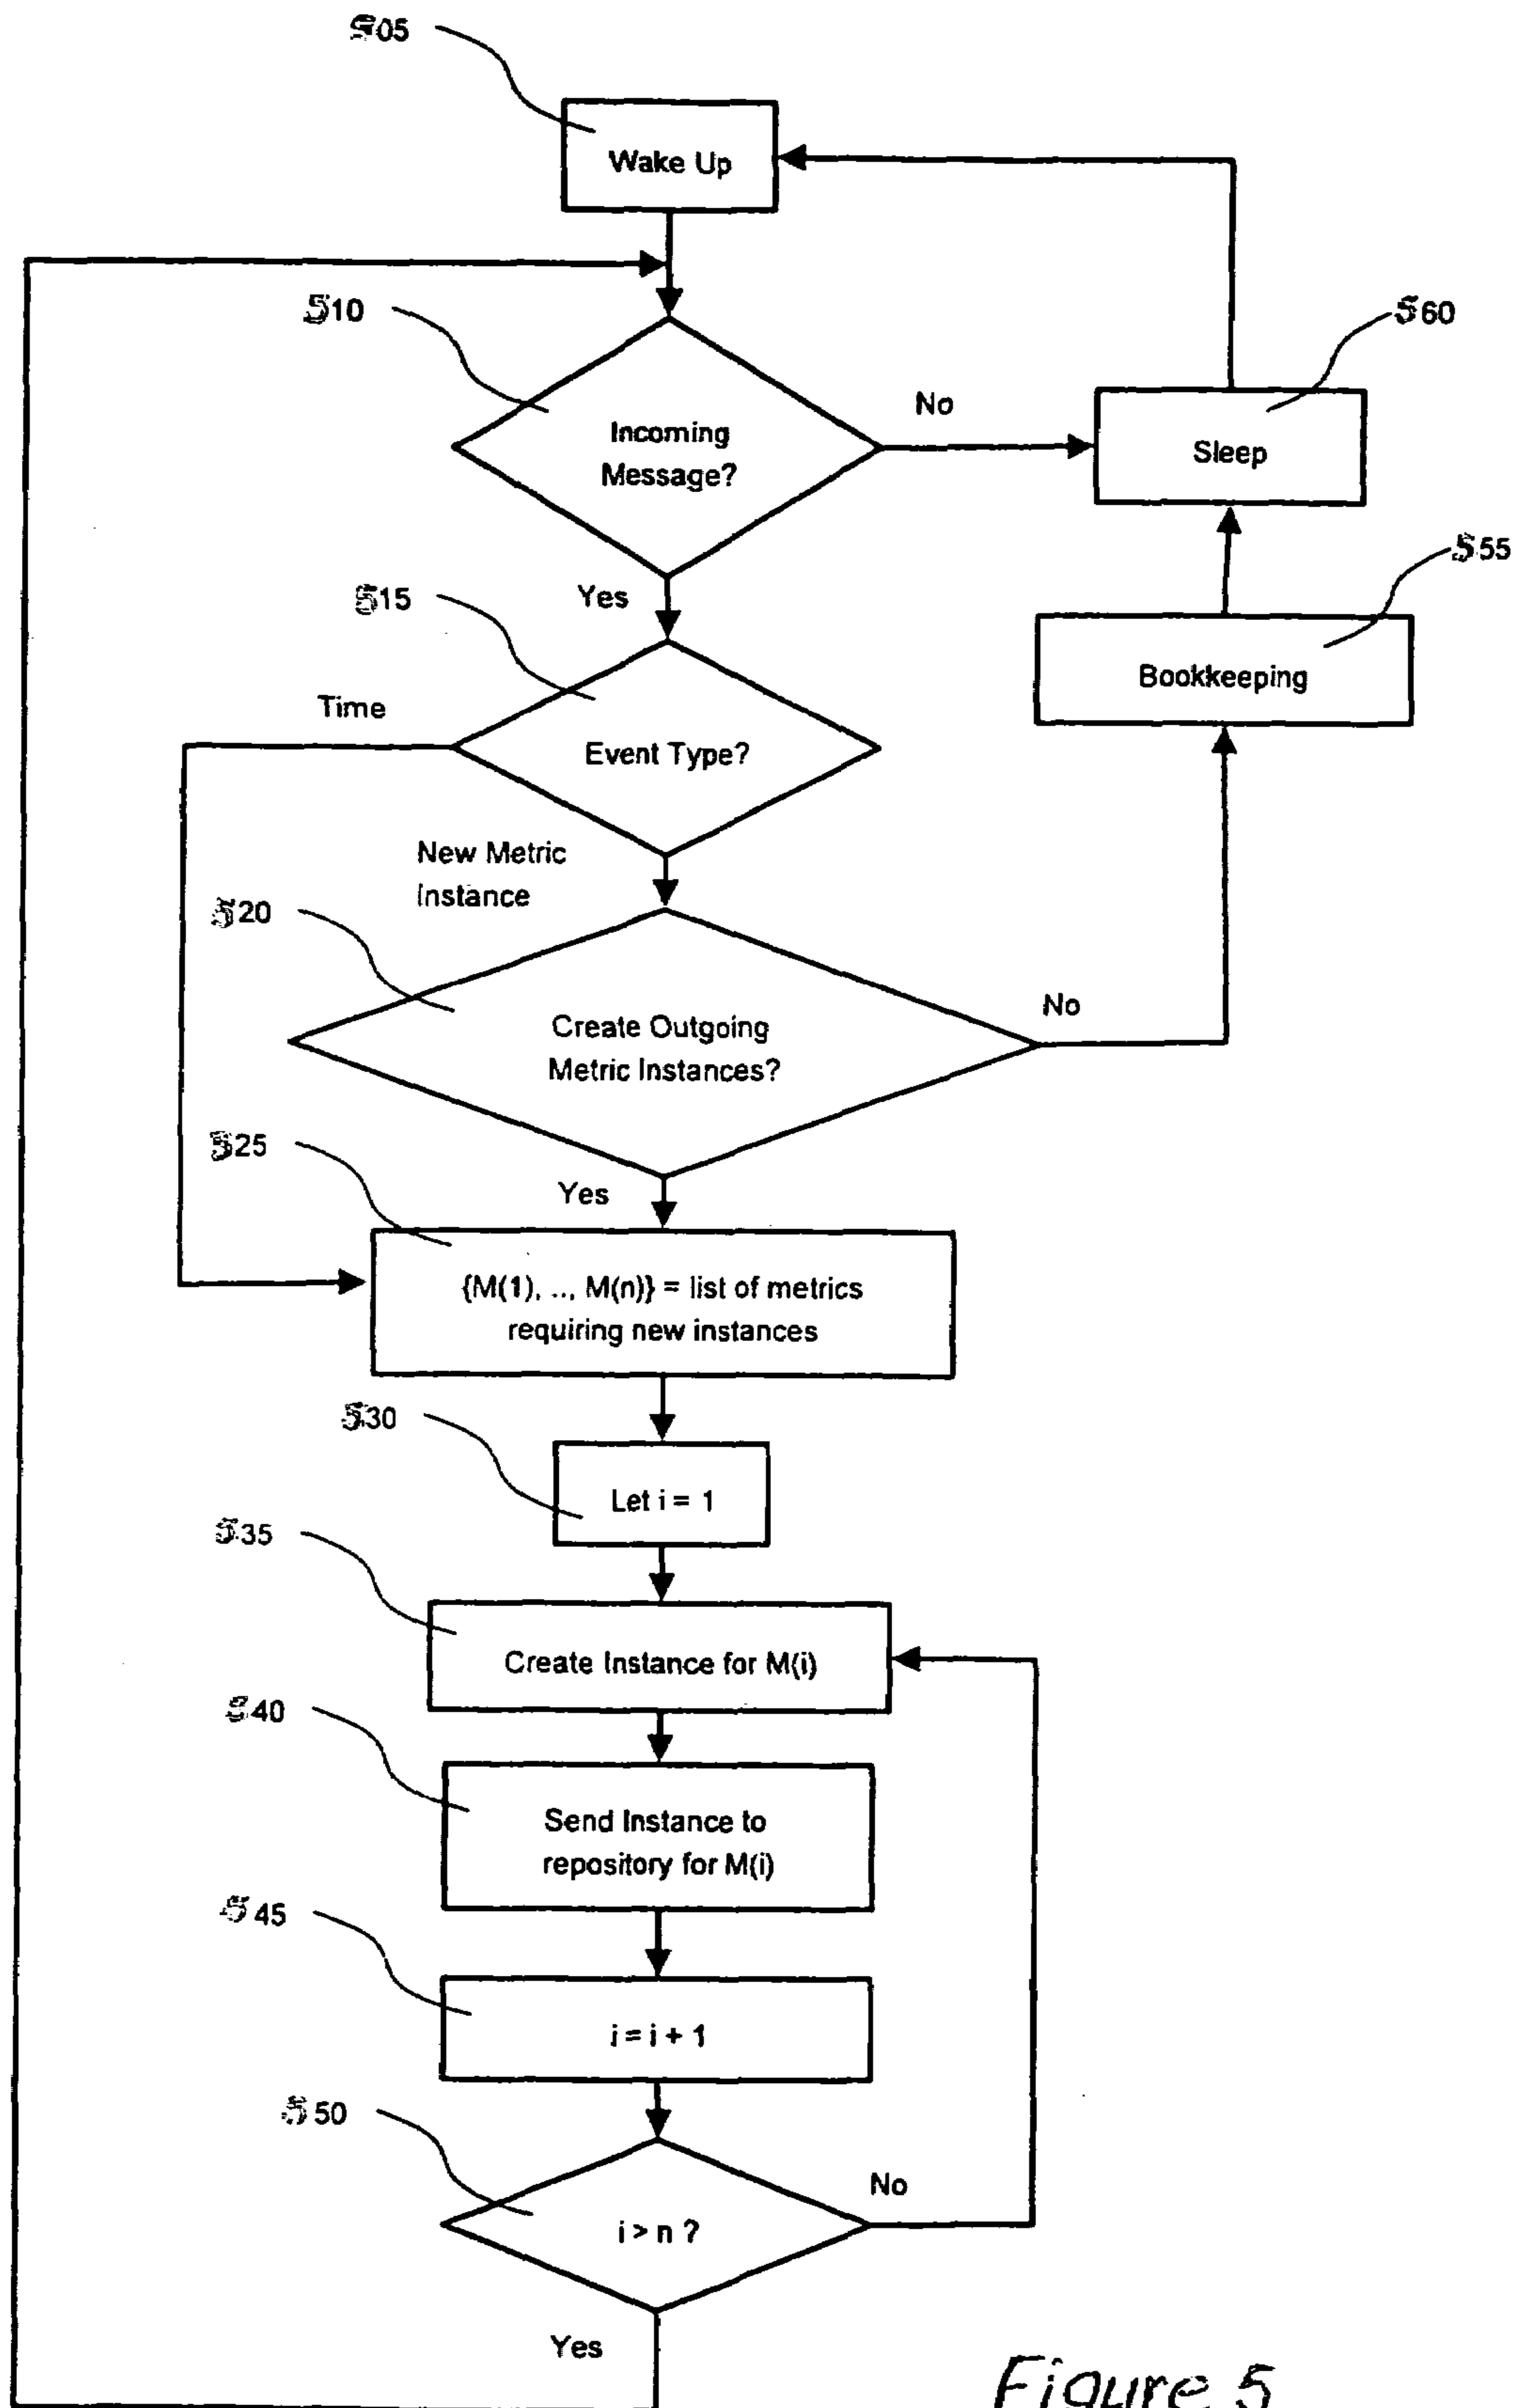 505
Wake Up
510
Incoming
Message?
No
560
Sleep
555
Bookkeeping
Yes
515
Event Type?
Time
New Metric
Instance
520
Create Outgoing
Metric Instances?
No
525
Yes
{M(1), .., M(n)} = list of metrics
requiring new instances
530
Let i = 1
535
Create Instance for M(i)
540
Send Instance to
repository for M(i)
545
i = i + 1
550
i > n ?
No
Yes
Figure 5